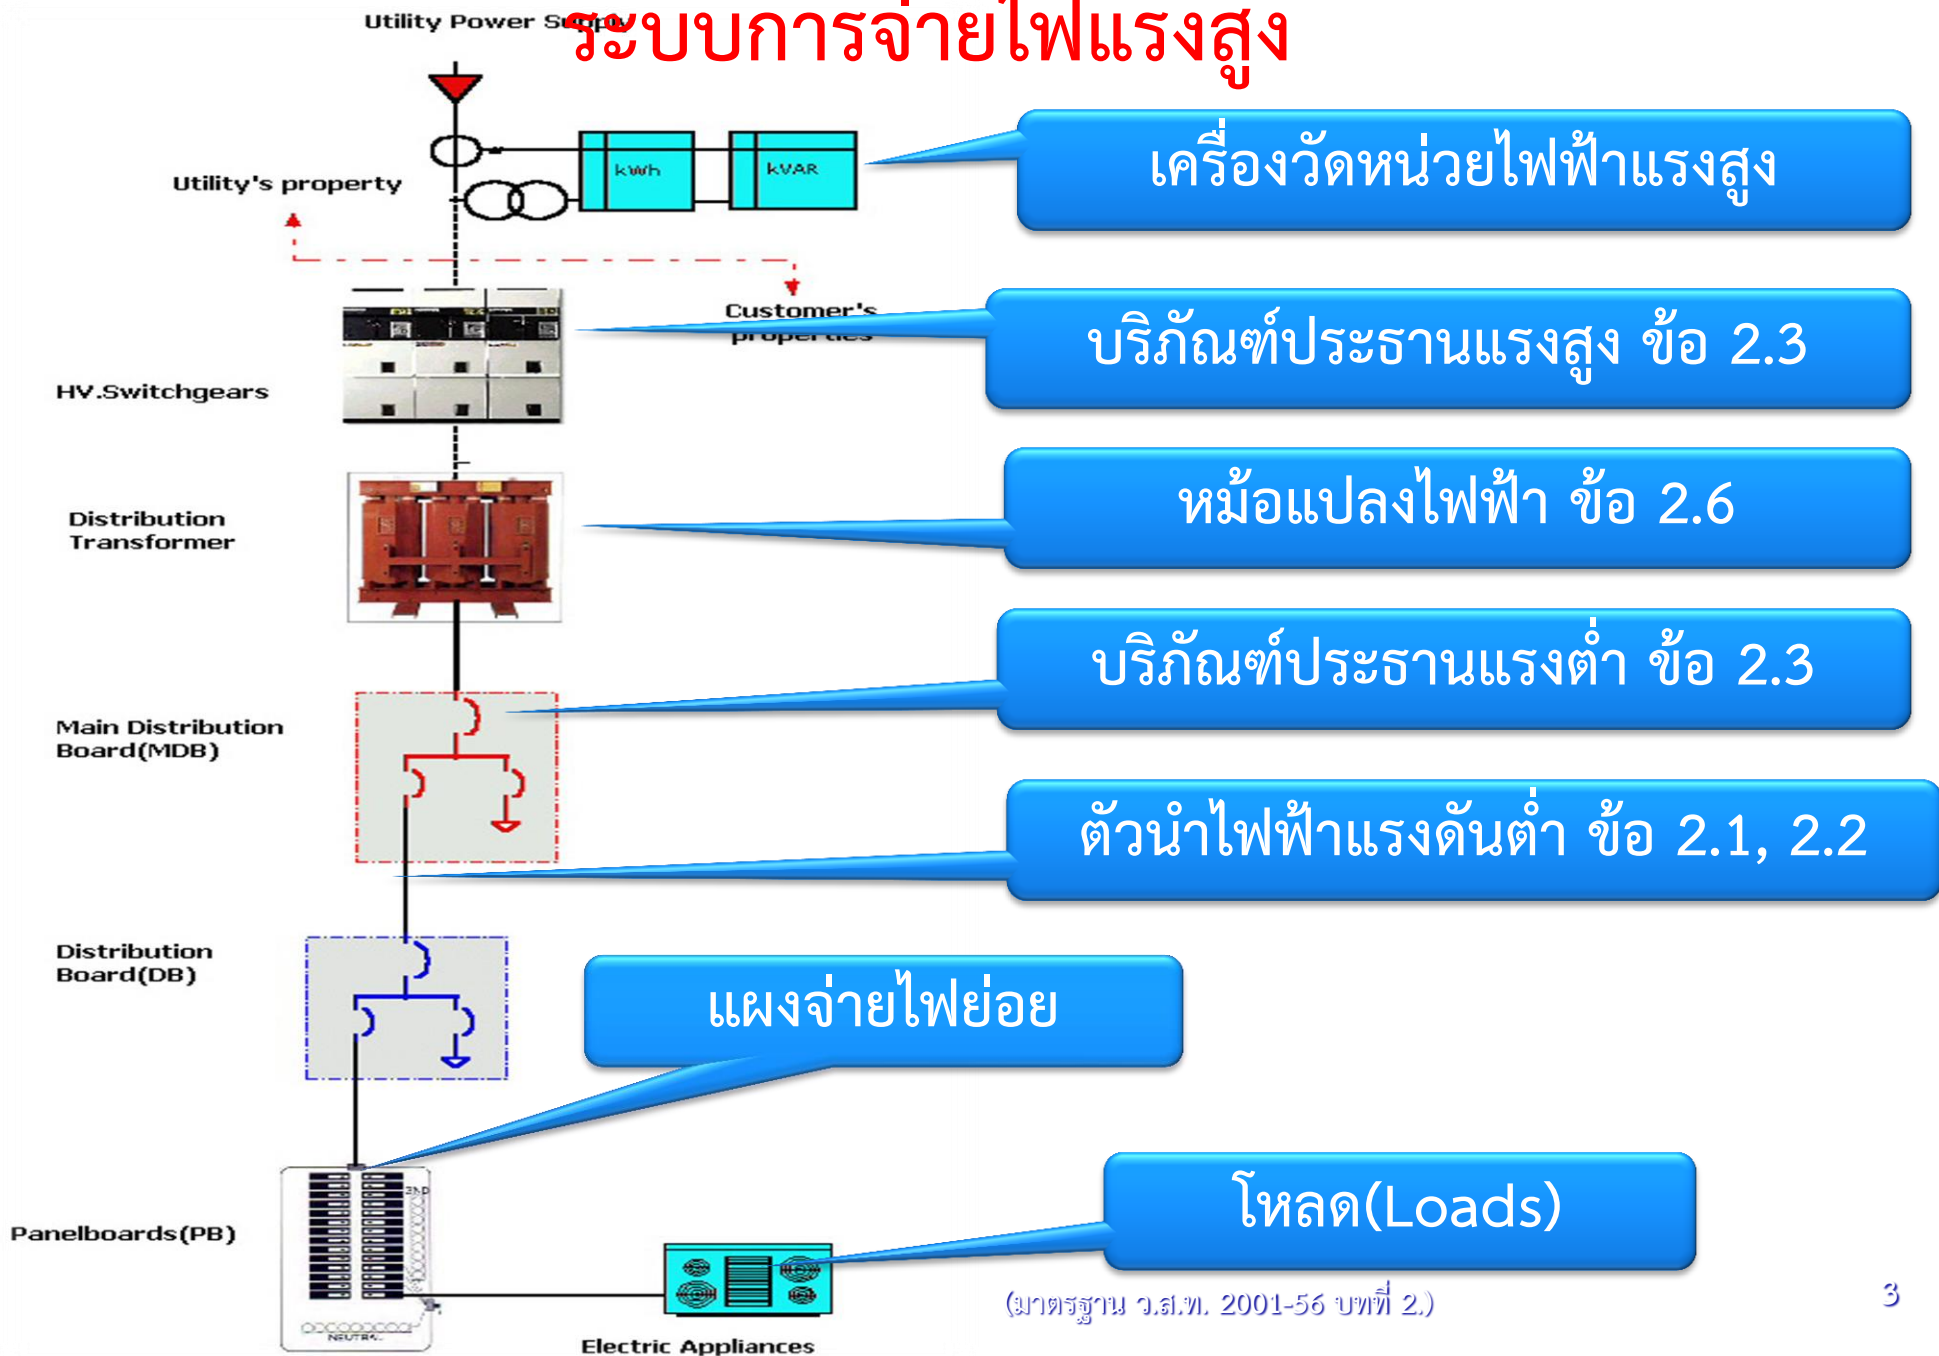 Utility Power Supply
ระบบการจ่ายไฟแรงสูง
kWh
kVAR
เครื่องวัดหน่วยไฟฟ้าแรงสูง
Utility's property
Customer's
properties
บริภัณฑ์ประธานแรงสูง ข้อ 2.3
HV.Switchgears
หม้อแปลงไฟฟ้า ข้อ 2.6
Distribution
Transformer
บริภัณฑ์ประธานแรงต่ำ ข้อ 2.3
Main Distribution
Board(MDB)
ตัวนำไฟฟ้าแรงดันต่ำ ข้อ 2.1, 2.2
Distribution
Board(DB)
แผงจ่ายไฟย่อย
โหลด(Loads)
Panelboards(PB)
NEUTRAL
Electric Appliances
(มาตรฐาน ว.ส.ท. 2001-56 บทที่ 2.)
3